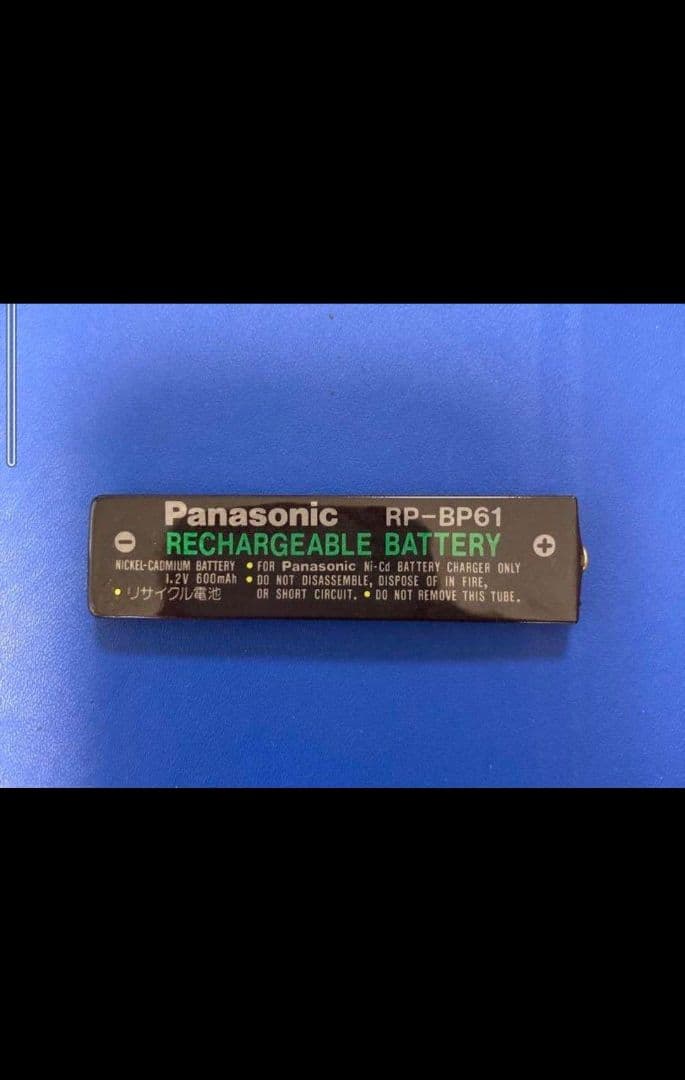 Panasonic RP-BP61
RECHARGEABLE BATTERY
NICKEL-CADMIUM BATTERY • FOR Panasonic Ni-Cd BATTERY CHARGER ONLY
1.2V 600mAh • DO NOT DISASSEMBLE, DISPOSE OF IN FIRE,
• リサイクル電池 OR SHORT CIRCUIT. • DO NOT REMOVE THIS TUBE.